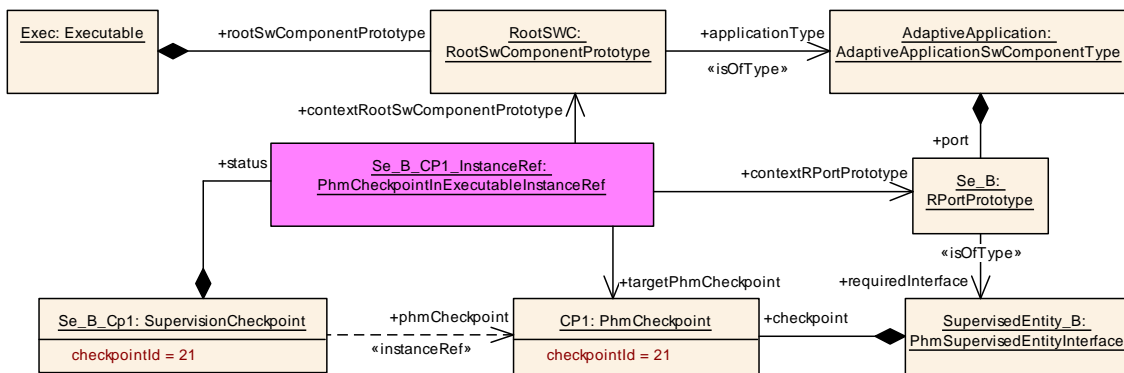 Exec: Executable
+rootSwComponentPrototype
RootSWC:
RootSwComponentPrototype
+applicationType
«isOfType»
AdaptiveApplication:
AdaptiveApplicationSwComponentType
+contextRootSwComponentPrototype
+port
+status
Se_B_CP1_InstanceRef:
PhmCheckpointInExecutableInstanceRef
+contextRPortPrototype
Se_B:
RPortPrototype
«isOfType»
+targetPhmCheckpoint
+requiredInterface
Se_B_Cp1: SupervisionCheckpoint
checkpointId = 21
+phmCheckpoint
«instanceRef»
CP1: PhmCheckpoint
checkpointId = 21
+checkpoint
SupervisedEntity_B:
PhmSupervisedEntityInterface